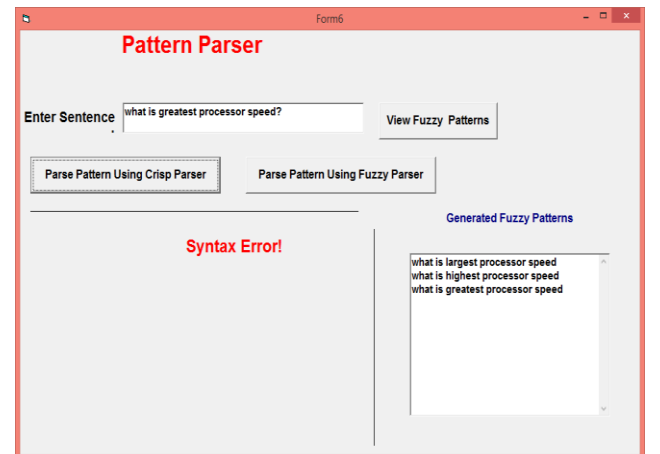 Form6
Pattern Parser
Enter Sentence :
what is greatest processor speed?
View Fuzzy Patterns
Parse Pattern Using Crisp Parser
Parse Pattern Using Fuzzy Parser
Generated Fuzzy Patterns
Syntax Error!
what is largest processor speed
what is highest processor speed
what is greatest processor speed